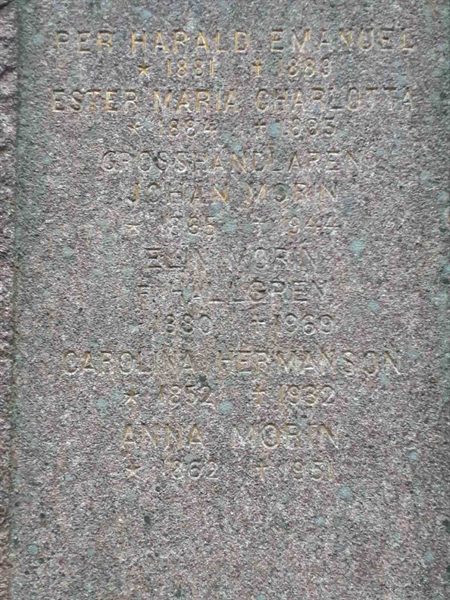 PER HARALD EMANUEL
* 1881 + 1883
ESTER MARIA CHARLOTTA
* 1884 + 1885
GROSSHANDLAREN
JOHAN MORIN
* 1865 + 1944
ELIN MORIN
F. HALLGREN
* 1880 + 1969
CAROLINA HERMANSON
* 1852 + 1932
ANNA MORIN
* 1862 + 1951